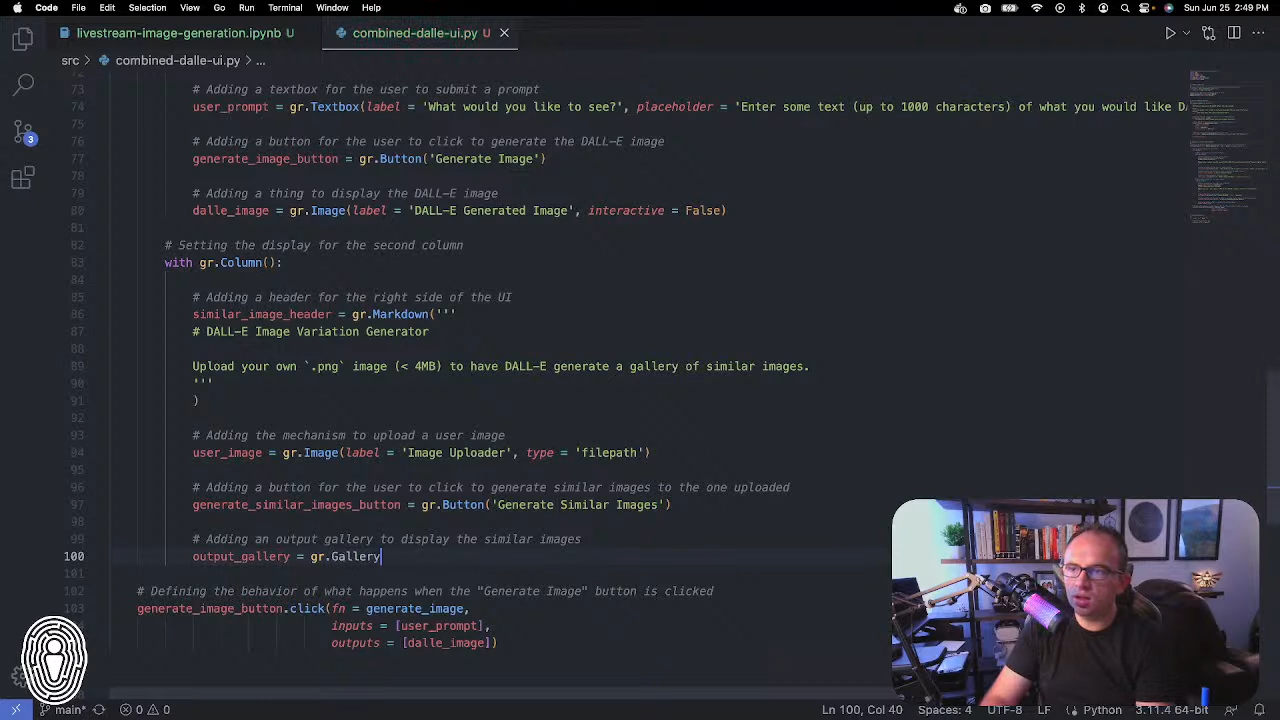 Code File Edit Selection View Go Run Terminal Window Help Sun Jun 25 2:49 PM
livestream-image-generation.ipynb U combined-dalle-ui.py U
src > combined-dalle-ui.py > ...
73 # Adding a textbox for the user to submit a prompt
74 user_prompt = gr.Textbox(label = 'What would you like to see?', placeholder = 'Enter some text (up to 1000 characters) of what you would like DA
75
76 # Adding a button for the user to click to generate the DALL-E image
77 generate_image_button = gr.Button('Generate Image')
78
79 # Adding a thing to display the DALL-E image
80 dalle_image = gr.Image(label = 'DALL-E Generated Image', interactive = False)
81
82 # Setting the display for the second column
83 with gr.Column():
84
85 # Adding a header for the right side of the UI
86 similar_image_header = gr.Markdown('''
87 # DALL-E Image Variation Generator
88
89 Upload your own `.png` image (< 4MB) to have DALL-E generate a gallery of similar images.
90 '''
91 )
92
93 # Adding the mechanism to upload a user image
94 user_image = gr.Image(label = 'Image Uploader', type = 'filepath')
95
96 # Adding a button for the user to click to generate similar images to the one uploaded
97 generate_similar_images_button = gr.Button('Generate Similar Images')
98
99 # Adding an output gallery to display the similar images
100 output_gallery = gr.Gallery
101
102 # Defining the behavior of what happens when the "Generate Image" button is clicked
103 generate_image_button.click(fn = generate_image,
inputs = [user_prompt],
outputs = [dalle_image])
3
main* 0 0 Ln 100, Col 40 Spaces: 4 UTF-8 LF Python 3.11.4 64-bit